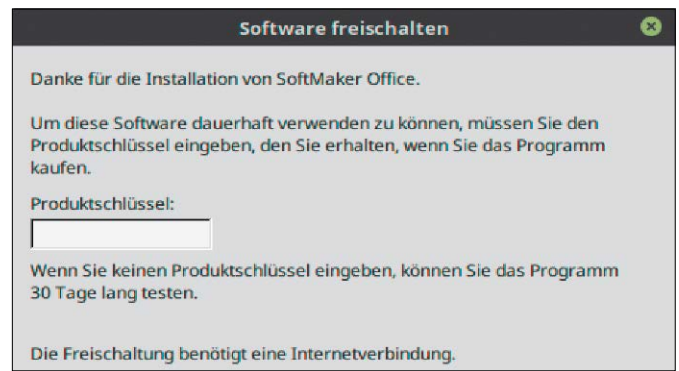 Software freischalten
Danke für die Installation von SoftMaker Office.
Um diese Software dauerhaft verwenden zu können, müssen Sie den
Produktschlüssel eingeben, den Sie erhalten, wenn Sie das Programm
kaufen.
Produktschlüssel:
Wenn Sie keinen Produktschlüssel eingeben, können Sie das Programm
30 Tage lang testen.
Die Freischaltung benötigt eine Internetverbindung.